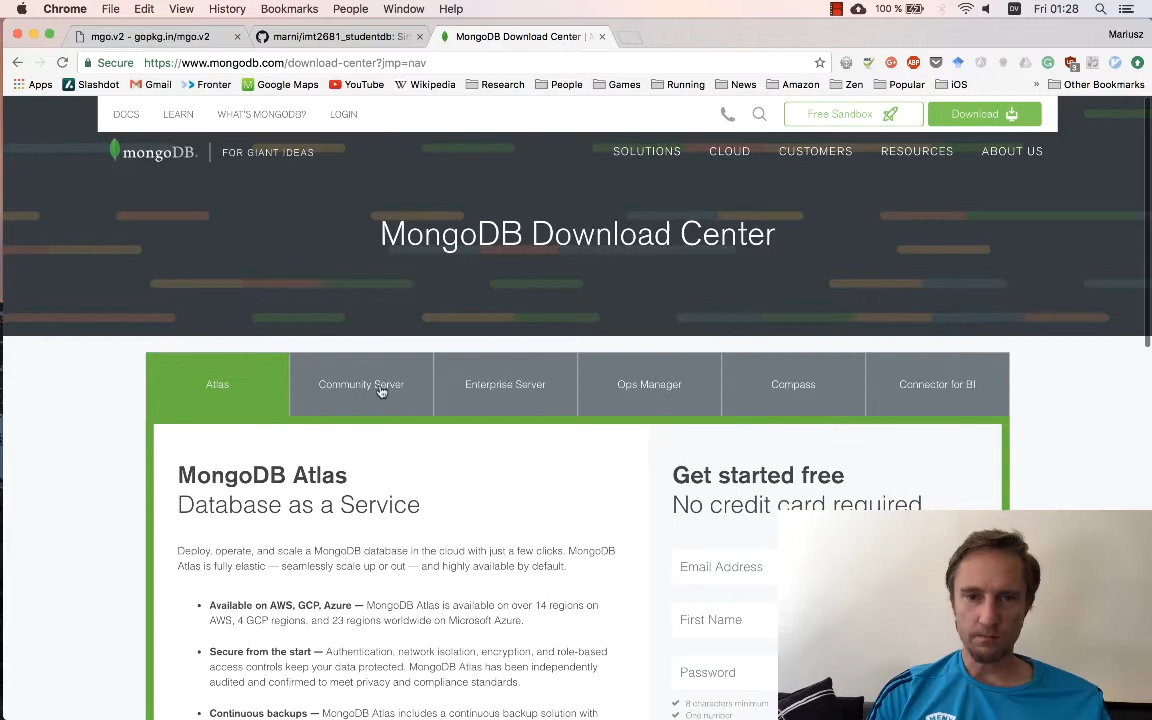 Chrome File Edit View History Bookmarks People Window Help 100 % DV Fri 01:28
mgo.v2 - gopkg.in/mgo.v2 marni/imt2681_studentdb: Si MongoDB Download Center | Mariusz
Secure https://www.mongodb.com/download-center?jmp=nav
Apps Slashdot Gmail Fronter Google Maps YouTube Wikipedia Research People Games Running News Amazon Zen Popular iOS » Other Bookmarks
DOCS LEARN WHAT'S MONGODB? LOGIN Free Sandbox Download
mongoDB. FOR GIANT IDEAS SOLUTIONS CLOUD CUSTOMERS RESOURCES ABOUT US
MongoDB Download Center
Atlas Community Server Enterprise Server Ops Manager Compass Connector for BI
MongoDB Atlas
Database as a Service
Get started free
No credit card required
Deploy, operate, and scale a MongoDB database in the cloud with just a few clicks. MongoDB
Atlas is fully elastic — seamlessly scale up or out — and highly available by default.
• Available on AWS, GCP, Azure — MongoDB Atlas is available on over 14 regions on
AWS, 4 GCP regions, and 23 regions worldwide on Microsoft Azure.
• Secure from the start — Authentication, network isolation, encryption, and role-based
access controls keep your data protected. MongoDB Atlas has been independently
audited and confirmed to meet privacy and compliance standards.
• Continuous backups — MongoDB Atlas includes a continuous backup solution with
Email Address
First Name
Password
8 characters minimum
One number